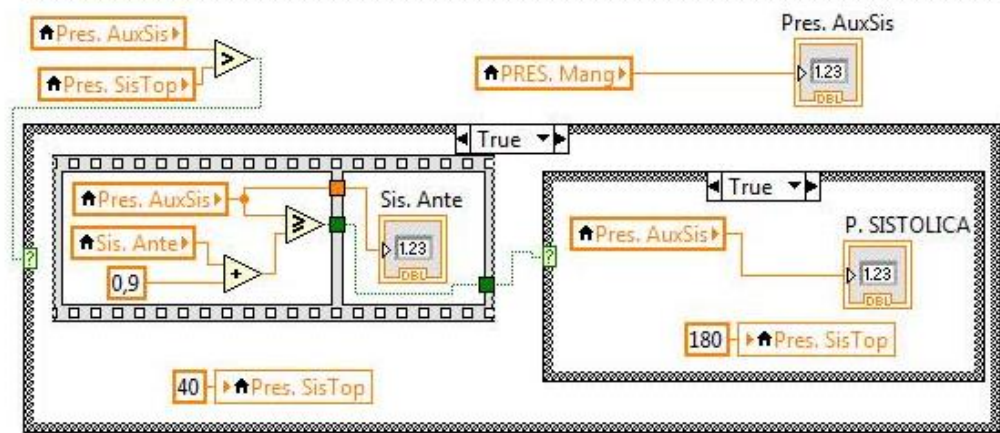 Pres. AuxSis
Pres. SisTop
>
PRES. Mang
Pres. AuxSis
1.23
DBL
True
Pres. AuxSis
Sis. Ante
0,9
+
≥
Sis. Ante
1.23
DBL
?
40
Pres. SisTop
True
?
Pres. AuxSis
P. SISTOLICA
1.23
DBL
180
Pres. SisTop